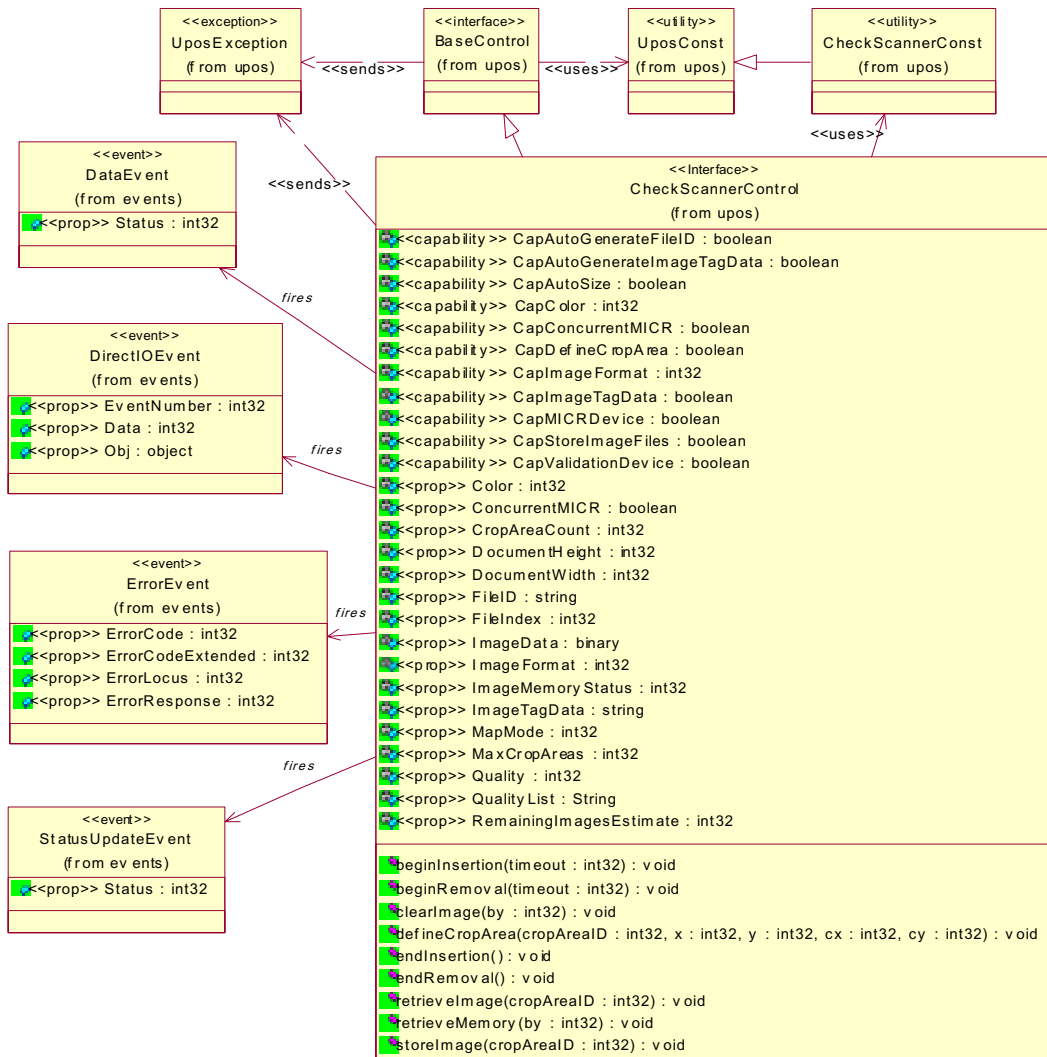 <<exception>>
UposException
(from upos)
<<interface>>
BaseControl
(from upos)
<<utility>>
UposConst
(from upos)
<<utility>>
CheckScannerConst
(from upos)
<<sends>>
<<uses>>
<<uses>>
<<sends>>
<<event>>
DataEvent
(from events)
<<prop>> Status : int32
fires
<<event>>
DirectIOEvent
(from events)
<<prop>> EventNumber : int32
<<prop>> Data : int32
<<prop>> Obj : object
fires
<<event>>
ErrorEvent
(from events)
<<prop>> ErrorCode : int32
<<prop>> ErrorCodeExtended : int32
<<prop>> ErrorLocus : int32
<<prop>> ErrorResponse : int32
fires
<<event>>
StatusUpdateEvent
(from events)
<<prop>> Status : int32
fires
<<Interface>>
CheckScannerControl
(from upos)
<<capability>> CapAutoGenerateFileID : boolean
<<capability>> CapAutoGenerateImageTagData : boolean
<<capability>> CapAutoSize : boolean
<<capability>> CapColor : int32
<<capability>> CapConcurrentMICR : boolean
<<capability>> CapDefineCropArea : boolean
<<capability>> CapImageFormat : int32
<<capability>> CapImageTagData : boolean
<<capability>> CapMICRDevice : boolean
<<capability>> CapStoreImageFiles : boolean
<<capability>> CapValidationDevice : boolean
<<prop>> Color : int32
<<prop>> ConcurrentMICR : boolean
<<prop>> CropAreaCount : int32
<<prop>> DocumentHeight : int32
<<prop>> DocumentWidth : int32
<<prop>> FileID : string
<<prop>> FileIndex : int32
<<prop>> ImageData : binary
<<prop>> ImageFormat : int32
<<prop>> ImageMemoryStatus : int32
<<prop>> ImageTagData : string
<<prop>> MapMode : int32
<<prop>> MaxCropAreas : int32
<<prop>> Quality : int32
<<prop>> QualityList : String
<<prop>> RemainingImagesEstimate : int32
beginInsertion(timeout : int32) : void
beginRemoval(timeout : int32) : void
clearImage(by : int32) : void
defineCropArea(cropAreaID : int32, x : int32, y : int32, cx : int32, cy : int32) : void
endInsertion() : void
endRemoval() : void
retrieveImage(cropAreaID : int32) : void
retrieveMemory(by : int32) : void
storeImage(cropAreaID : int32) : void